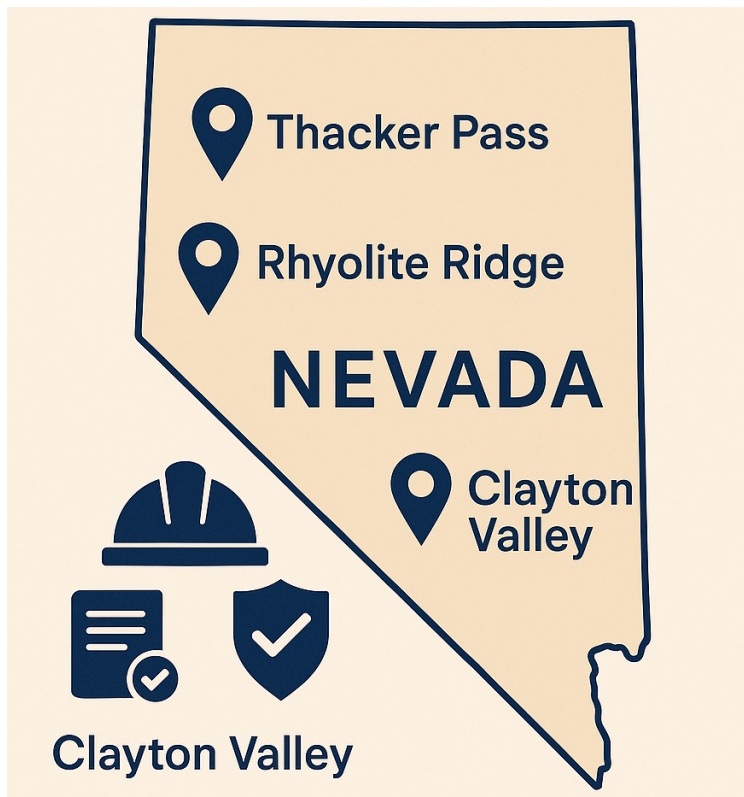 Thacker Pass
Rhyolite Ridge
NEVADA
Clayton
Valley
Clayton Valley